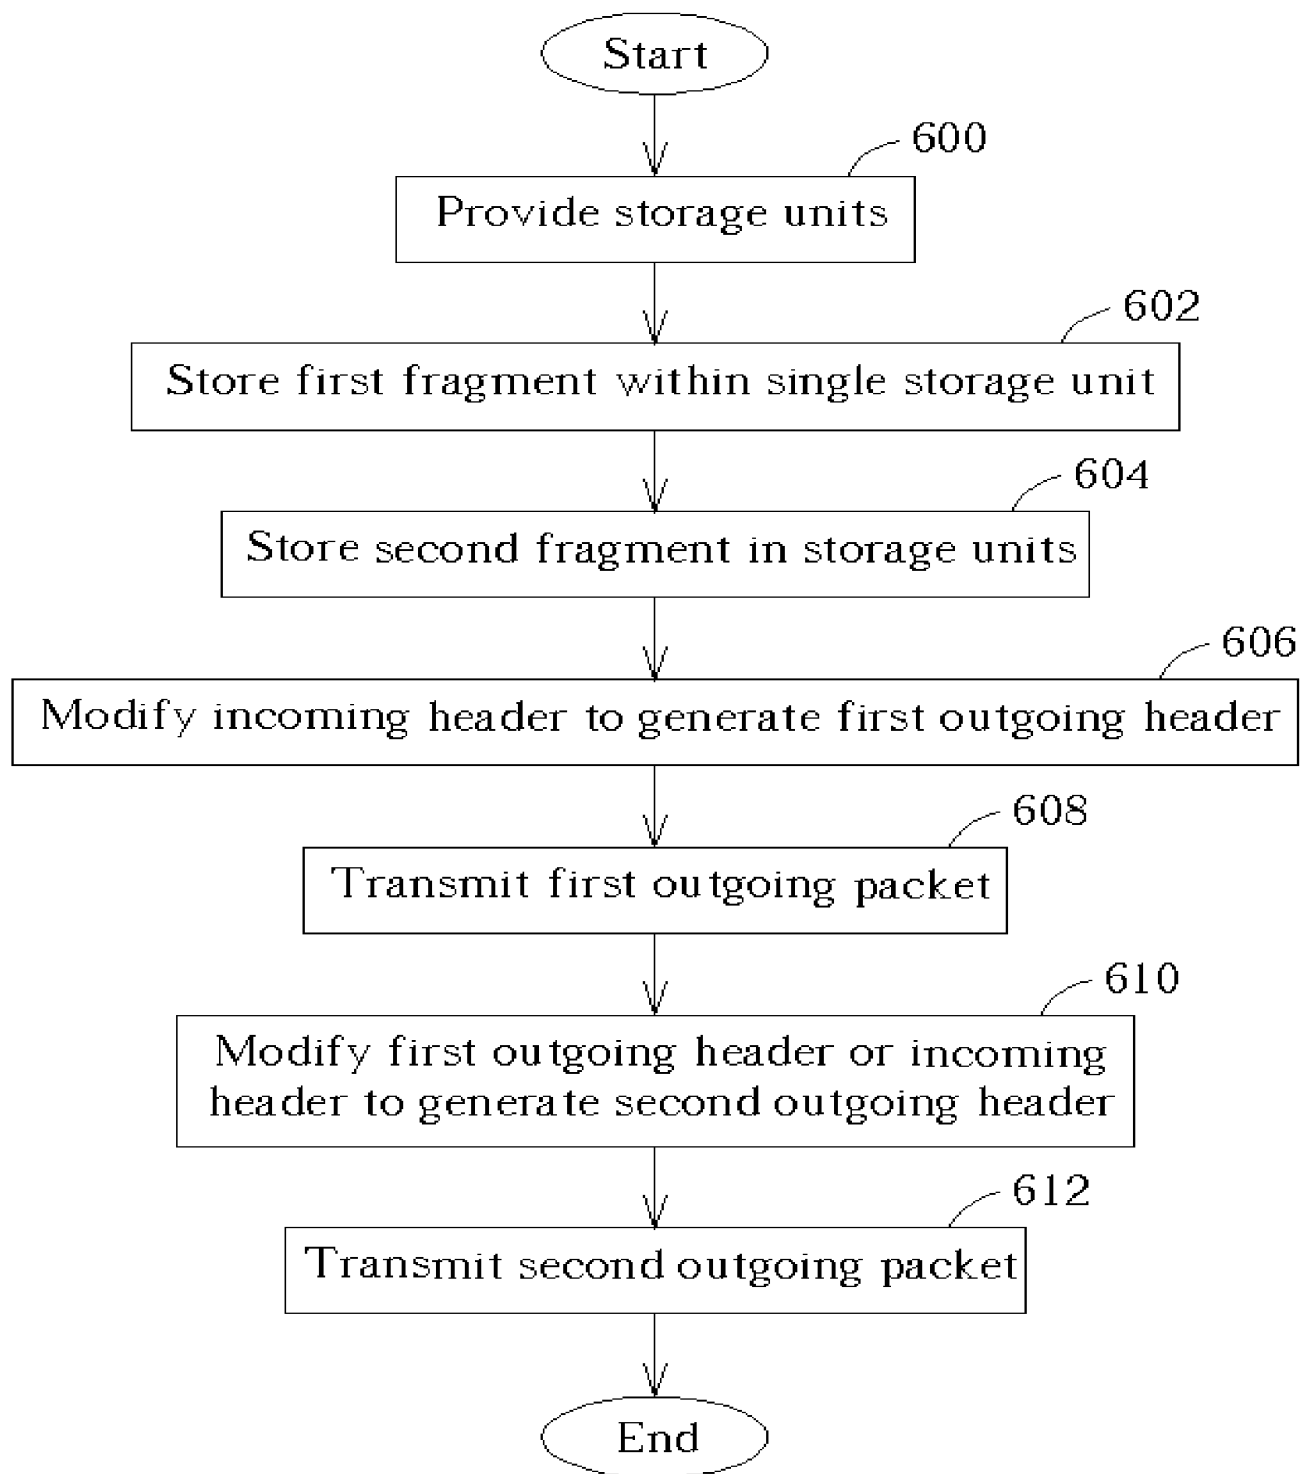 Start
600
Provide storage units
602
Store first fragment within single storage unit
604
Store second fragment in storage units
606
Modify incoming header to generate first outgoing header
608
Transmit first outgoing packet
610
Modify first outgoing header or incoming
header to generate second outgoing header
612
Transmit second outgoing packet
End